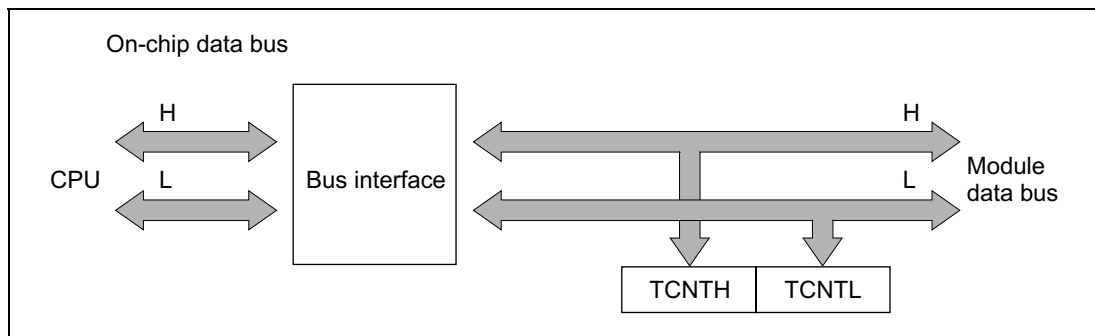 On-chip data bus
H
H
CPU
L
Bus interface
L
Module
data bus
TCNTH
TCNTL